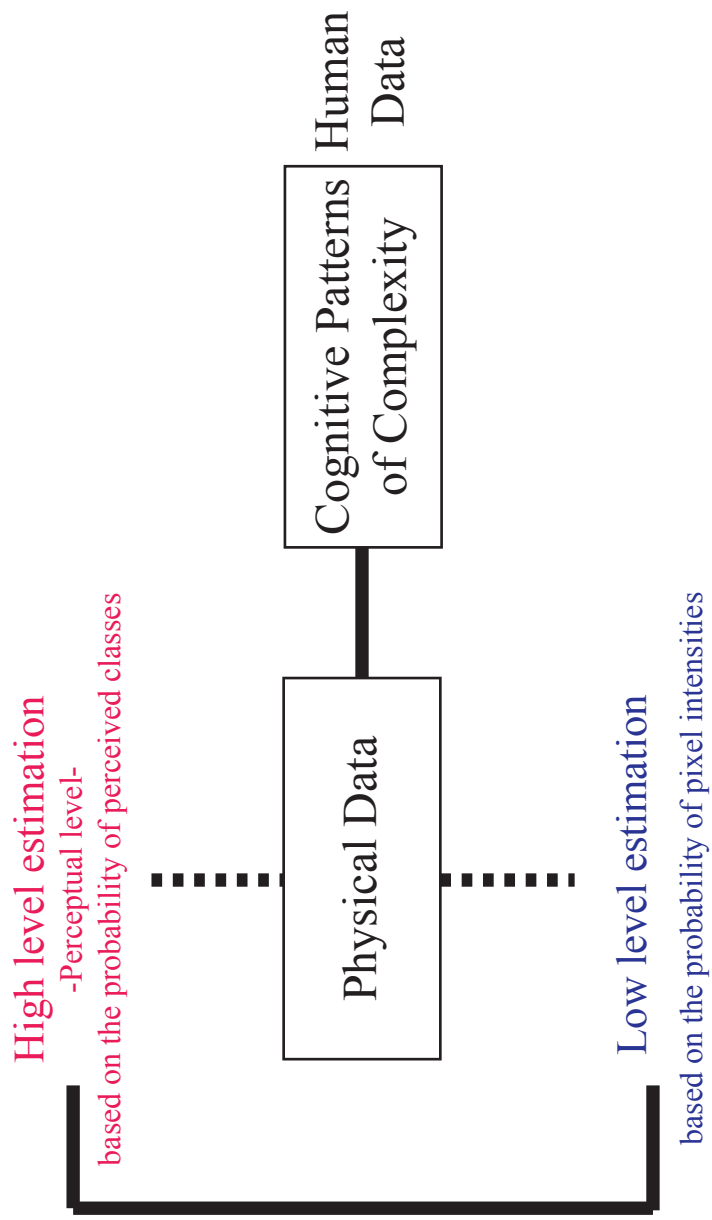 High level estimation
-Perceptual level-
based on the probability of perceived classes
Physical Data
Cognitive Patterns
of Complexity
Human
Data
Low level estimation
based on the probability of pixel intensities